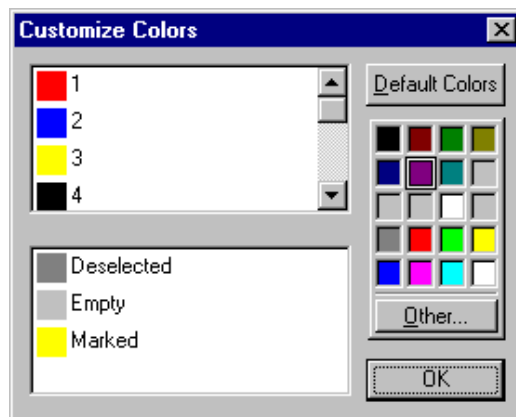 Customize Colors
1
2
3
4
Default Colors
Deselected
Empty
Marked
Other...
OK